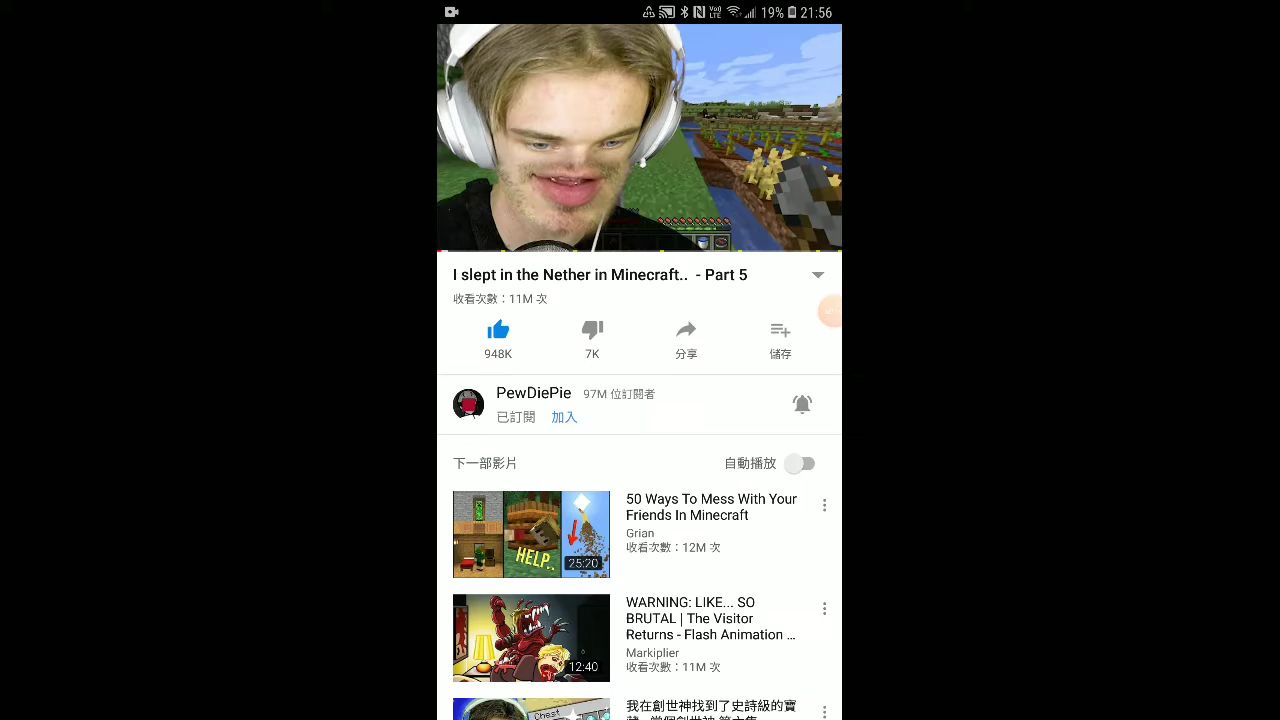 Voo LTE 19% 21:56
I slept in the Nether in Minecraft.. - Part 5
收看次數：11M 次
948K 7K 分享 儲存
PewDiePie 97M 位訂閱者
已訂閱 加入
下一部影片 自動播放
50 Ways To Mess With Your
Friends In Minecraft
Grian
收看次數：12M 次
HELP..
25:20
WARNING: LIKE... SO
BRUTAL | The Visitor
Returns - Flash Animation ...
Markiplier
收看次數：11M 次
12:40
我在創世神找到了史詩級的寶
Chest